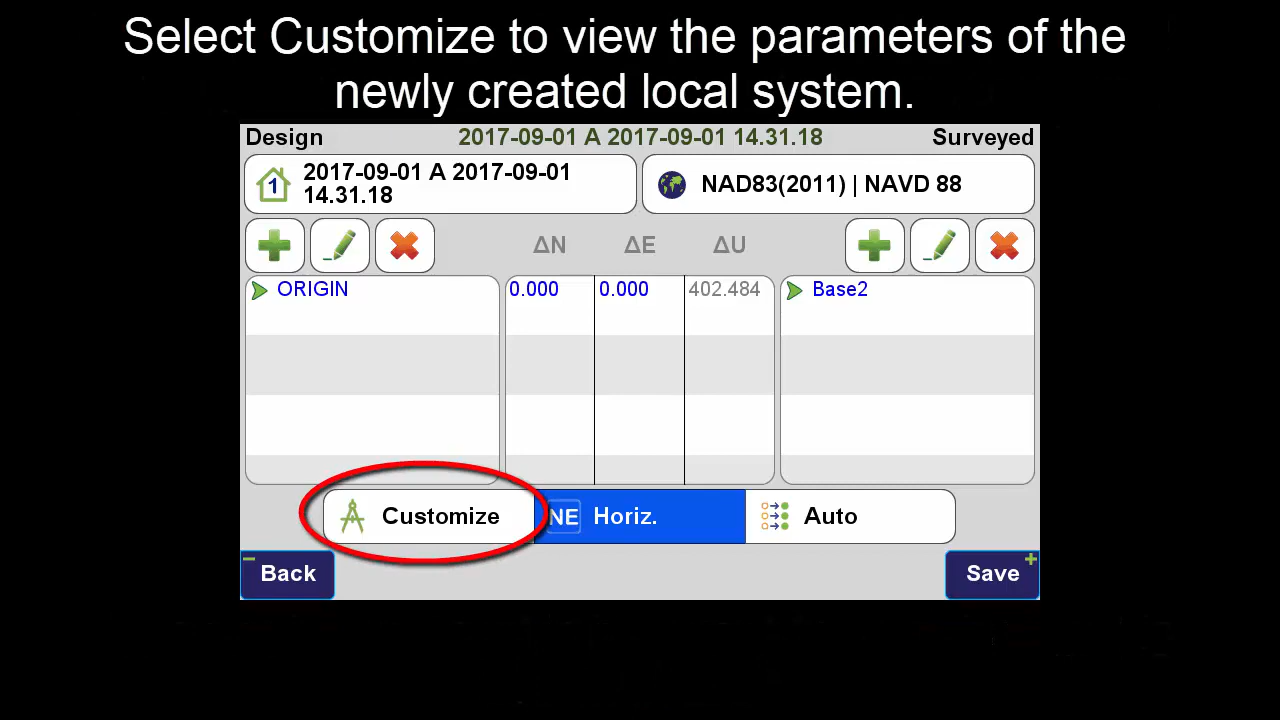 Select Customize to view the parameters of the
newly created local system.
Design 2017-09-01 A 2017-09-01 14.31.18 Surveyed
1 2017-09-01 A 2017-09-01
14.31.18
NAD83(2011) | NAVD 88
ΔN ΔE ΔU
ORIGIN 0.000 0.000 402.484 Base2
Customize NE Horiz. Auto
Back Save